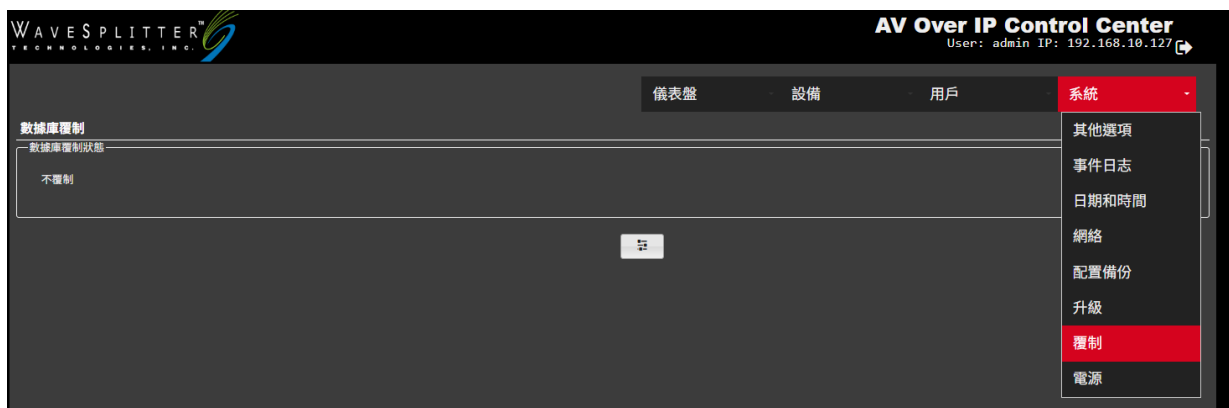 WAVESPLITTER™
TECHNOLOGIES, INC.
AV Over IP Control Center
User: admin IP: 192.168.10.127
儀表盤 設備 用戶 系統
數據庫覆制
數據庫覆制狀態
不覆制
其他選項
事件日志
日期和時間
網絡
配置備份
升級
覆制
電源